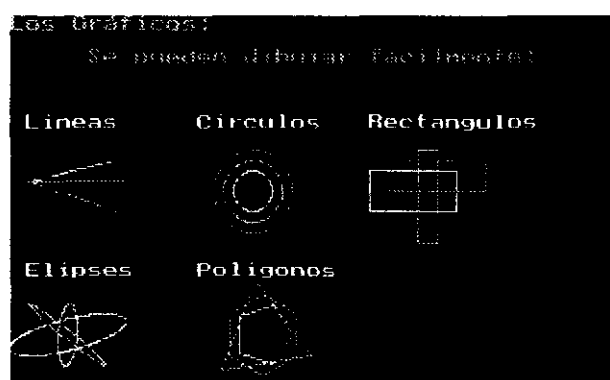 Los Gráficos:
Se pueden dibujar facilmente:
Lineas Circulos Rectangulos
Elipses Poligonos